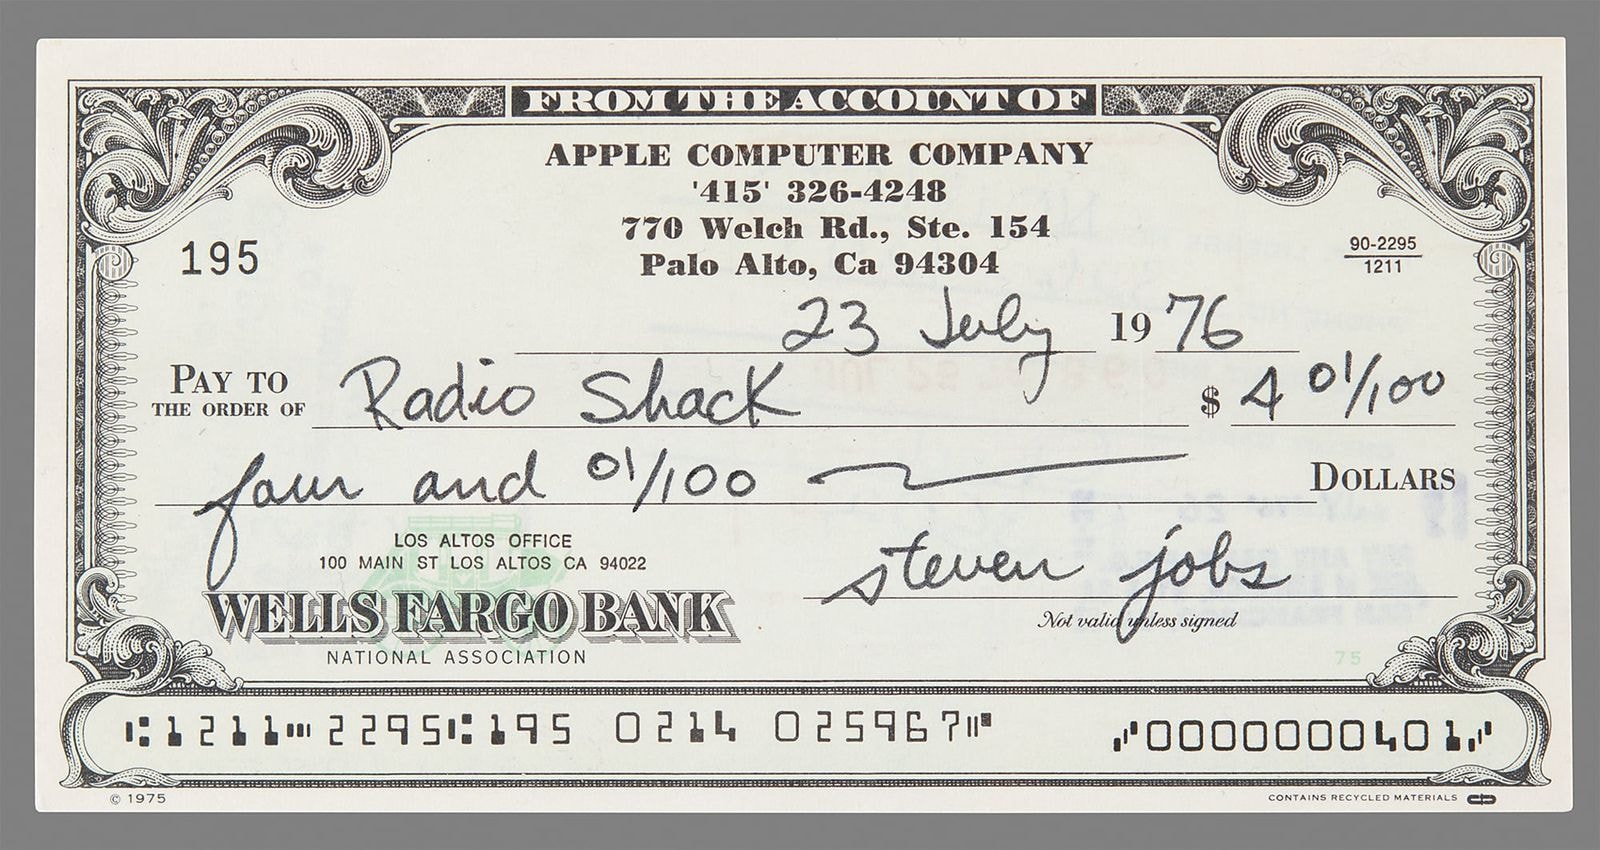 FROM THE ACCOUNT OF
APPLE COMPUTER COMPANY
'415' 326-4248
770 Welch Rd., Ste. 154
Palo Alto, Ca 94304
195
90-2295
1211
23 July 1976
PAY TO
THE ORDER OF Radio Shack $ 4 01/100
four and 01/100 DOLLARS
LOS ALTOS OFFICE
100 MAIN ST LOS ALTOS CA 94022
WELLS FARGO BANK
NATIONAL ASSOCIATION
steven jobs
Not valid unless signed
75
⑆1211⑉2295⑆195 0214 025967⑈ ⑇0000000401⑇
© 1975
CONTAINS RECYCLED MATERIALS